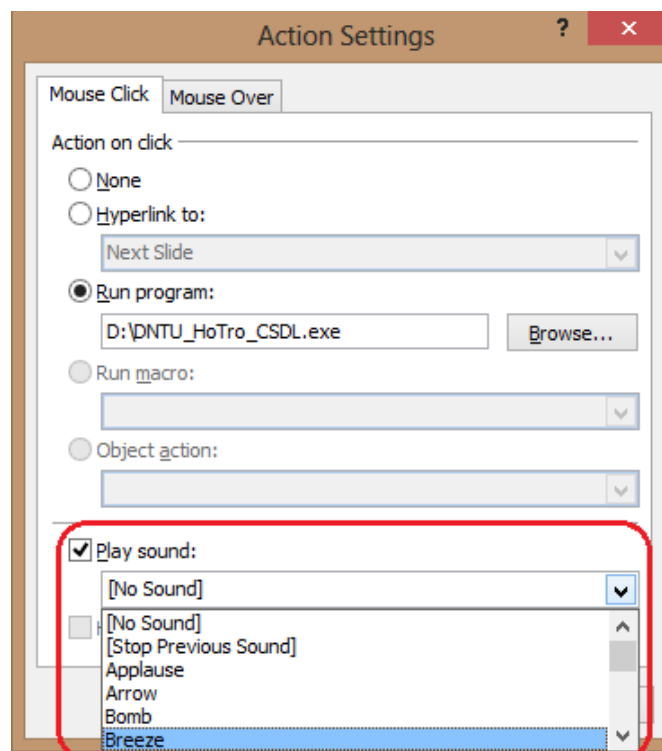 Action Settings ?
Mouse Click Mouse Over
Action on click
None
Hyperlink to:
Next Slide
Run program:
D:\DNTU_HoTro_CSDL.exe Browse...
Run macro:
Object action:
Play sound:
[No Sound]
[No Sound]
[Stop Previous Sound]
Applause
Arrow
Bomb
Breeze